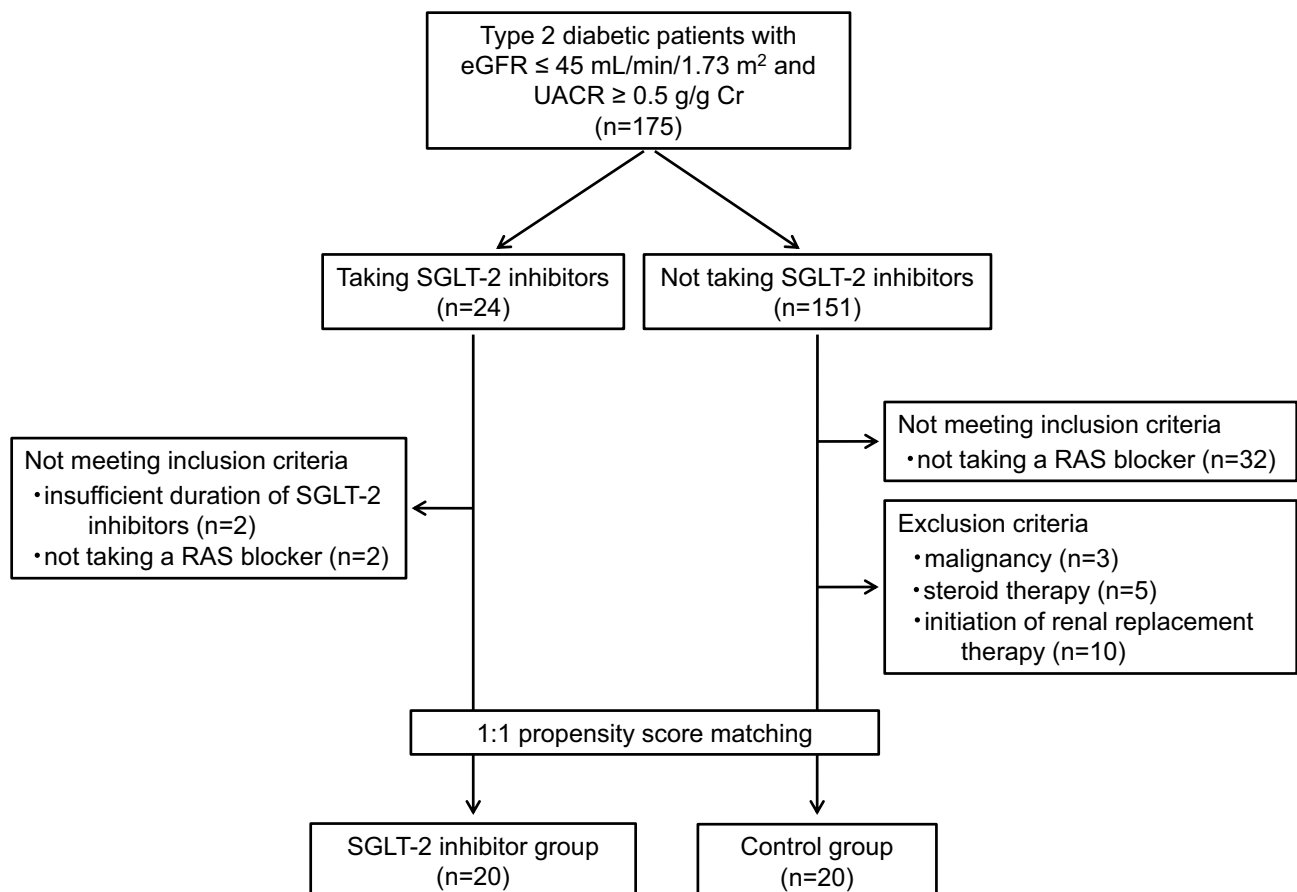 Type 2 diabetic patients with
eGFR ≤ 45 mL/min/1.73 m² and
UACR ≥ 0.5 g/g Cr
(n=175)
Taking SGLT-2 inhibitors
(n=24)
Not taking SGLT-2 inhibitors
(n=151)
Not meeting inclusion criteria
・not taking a RAS blocker (n=32)
Not meeting inclusion criteria
・insufficient duration of SGLT-2
inhibitors (n=2)
・not taking a RAS blocker (n=2)
Exclusion criteria
・malignancy (n=3)
・steroid therapy (n=5)
・initiation of renal replacement
therapy (n=10)
1:1 propensity score matching
SGLT-2 inhibitor group
(n=20)
Control group
(n=20)